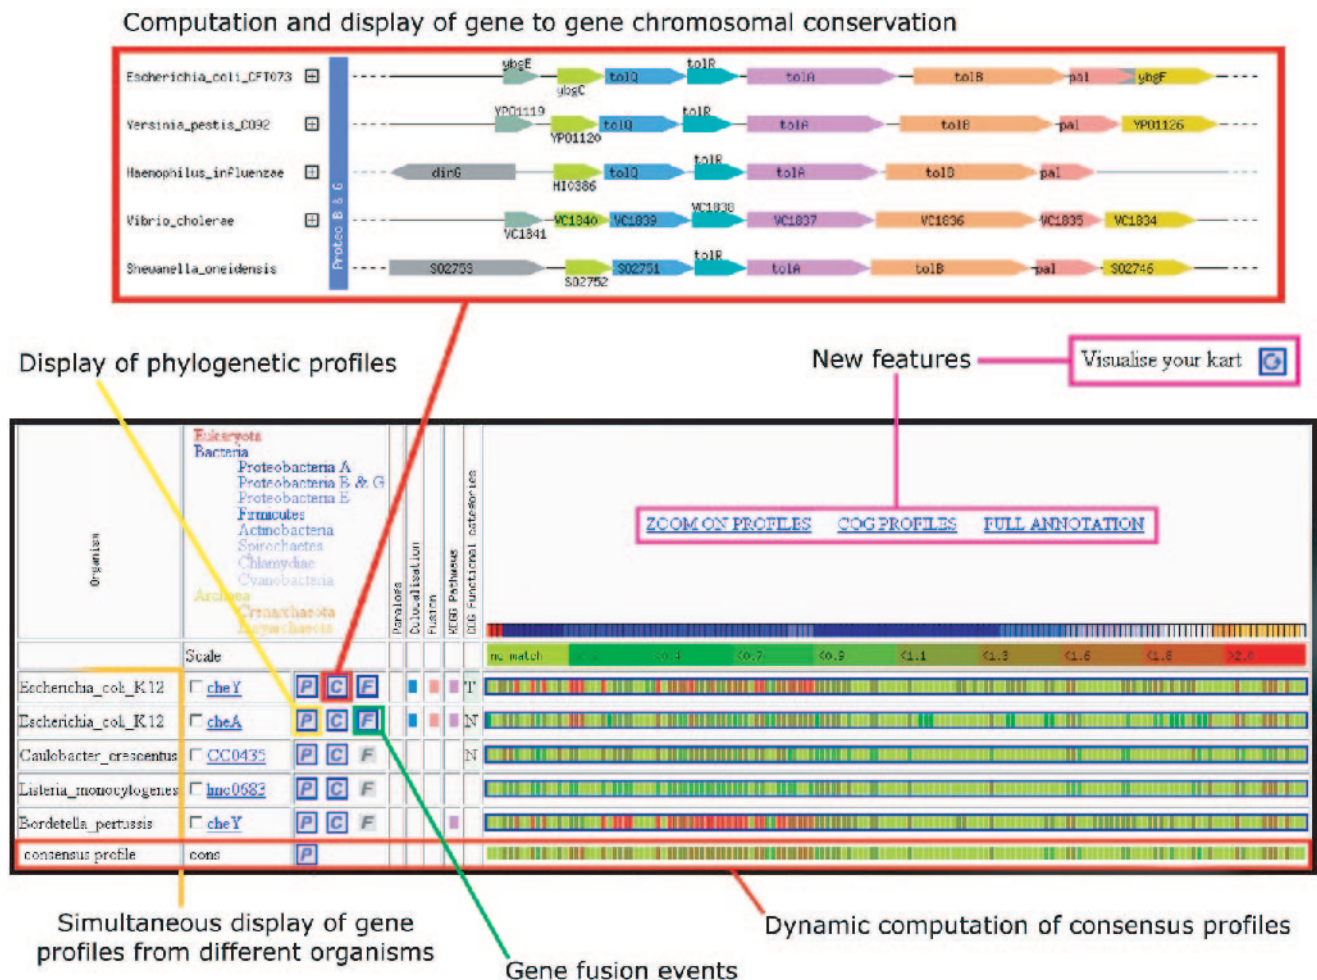 Computation and display of gene to gene chromosomal conservation
Escherichia_coli_CFT073
ybgE
ybgC
tolQ
tolR
tolA
tolB
pal
ybgF
Yersinia_pestis_CO92
YPO1119
YPO1120
tolQ
tolR
tolA
tolB
pal
YPO1126
Haemophilus_influenzae
dinG
HI0386
tolQ
tolR
tolA
tolB
pal
Vibrio_cholerae
VC1841
VC1840
VC1839
VC1838
VC1837
VC1836
VC1835
VC1834
Shewanella_oneidensis
SO2753
SO2752
SO2751
tolR
tolA
tolB
pal
SO2746
Proteo B & G
Display of phylogenetic profiles
New features
Visualise your kart
Organism
Eukaryota
Bacteria
Proteobacteria A
Proteobacteria B & G
Proteobacteria E
Firmicutes
Actinobacteria
Spirochaetes
Chlamydiae
Cyanobacteria
Archaea
Crenarchaeota
Euryarchaeota
Paralogs
Colocalisation
Fusion
KEGG Pathways
COG Functional categories
ZOOM ON PROFILES COG PROFILES FULL ANNOTATION
Scale no match <0.4 <0.7 <0.9 <1.1 <1.3 <1.6 <1.8 >2.0
Escherichia_coli_K12 cheY P C F T
Escherichia_coli_K12 cheA P C F N
Caulobacter_crescentus CC0435 P C F N
Listeria_monocytogenes lmo0683 P C F
Bordetella_pertussis cheY P C F
consensus profile cons P
Simultaneous display of gene
profiles from different organisms
Gene fusion events
Dynamic computation of consensus profiles